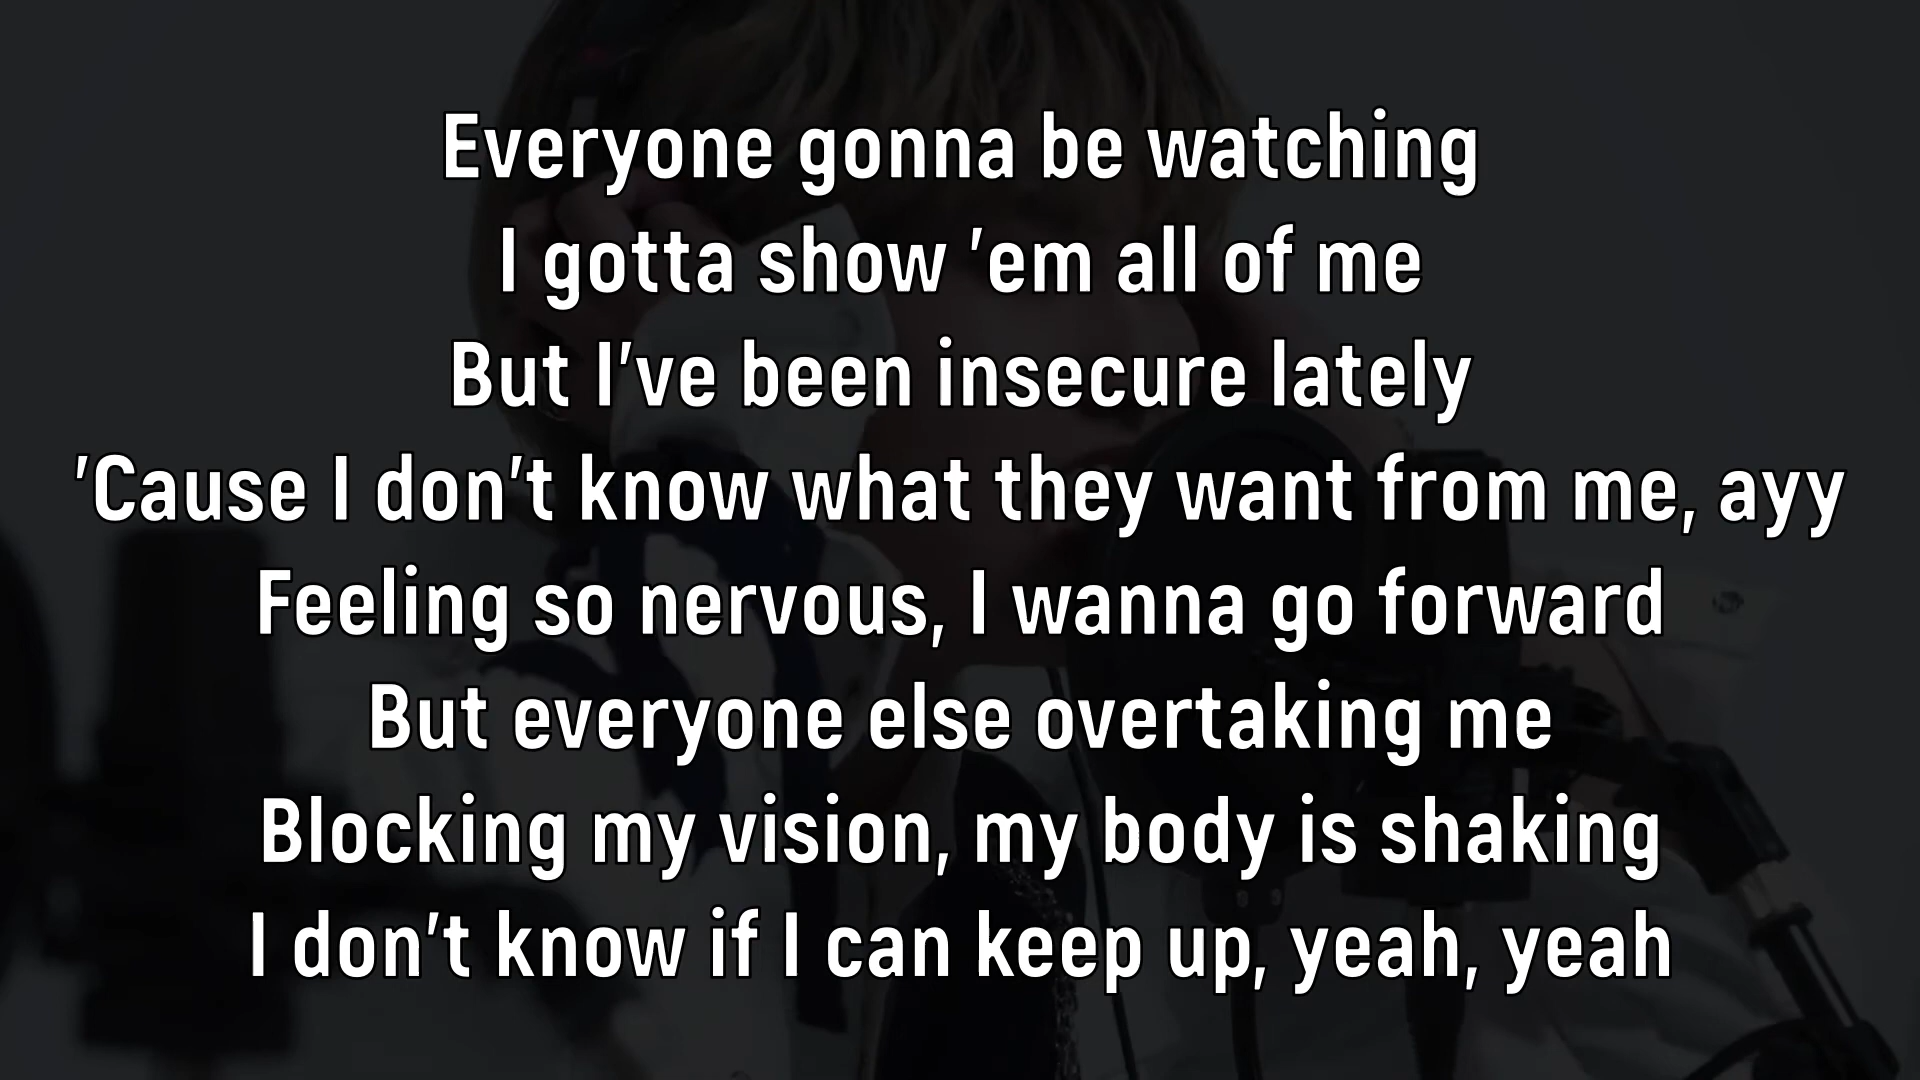 Everyone gonna be watching
I gotta show 'em all of me
But I've been insecure lately
'Cause I don't know what they want from me, ayy
Feeling so nervous, I wanna go forward
But everyone else overtaking me
Blocking my vision, my body is shaking
I don't know if I can keep up, yeah, yeah